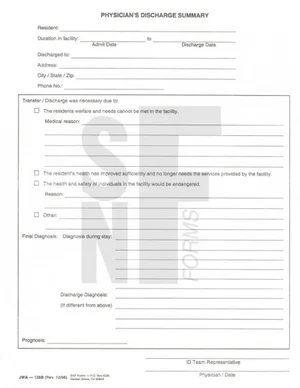 PHYSICIAN'S DISCHARGE SUMMARY
Resident:
Duration in facility: to
Admit Date Discharge Date
Discharged to:
Address:
City / State / Zip:
Phone No.:
Transfer / Discharge was necessary due to:
The residents welfare and needs cannot be met in the facility.
Medical reason:
The resident's health has improved sufficiently and no longer needs the services provided by the facility.
The health and safety of individuals in the facility would be endangered.
Reason:
Other:
Final Diagnosis: Diagnosis during stay:
Discharge Diagnosis:
(if different from above)
Prognosis:
ID Team Representative
Physician / Date
JMA — 126B (Rev. 12/88)
SNF
FORMS